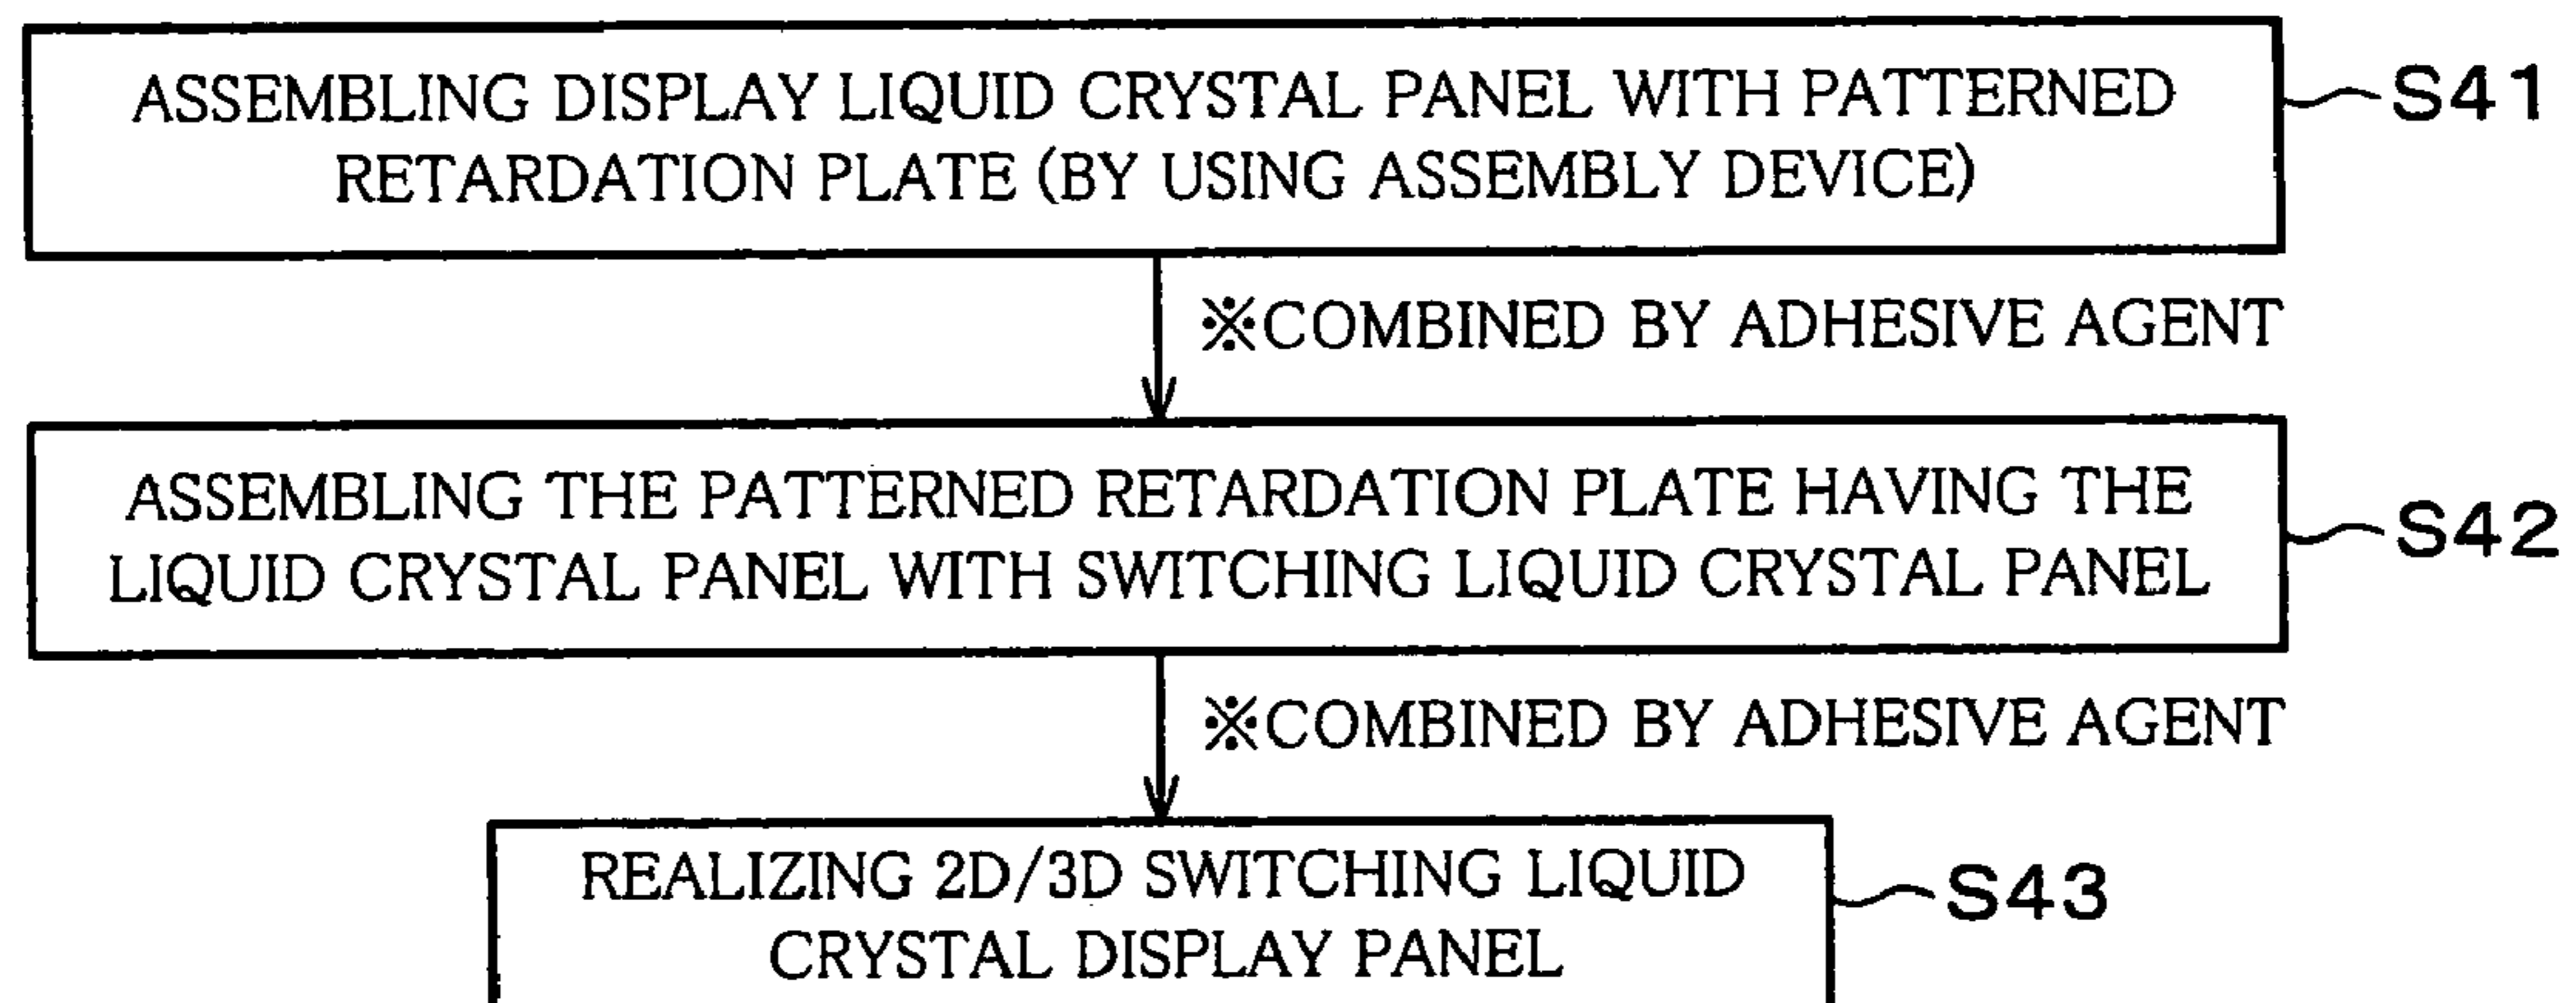 ASSEMBLING DISPLAY LIQUID CRYSTAL PANEL WITH PATTERNED
RETARDATION PLATE (BY USING ASSEMBLY DEVICE)
S41
※COMBINED BY ADHESIVE AGENT
ASSEMBLING THE PATTERNED RETARDATION PLATE HAVING THE
LIQUID CRYSTAL PANEL WITH SWITCHING LIQUID CRYSTAL PANEL
S42
※COMBINED BY ADHESIVE AGENT
REALIZING 2D/3D SWITCHING LIQUID
CRYSTAL DISPLAY PANEL
S43